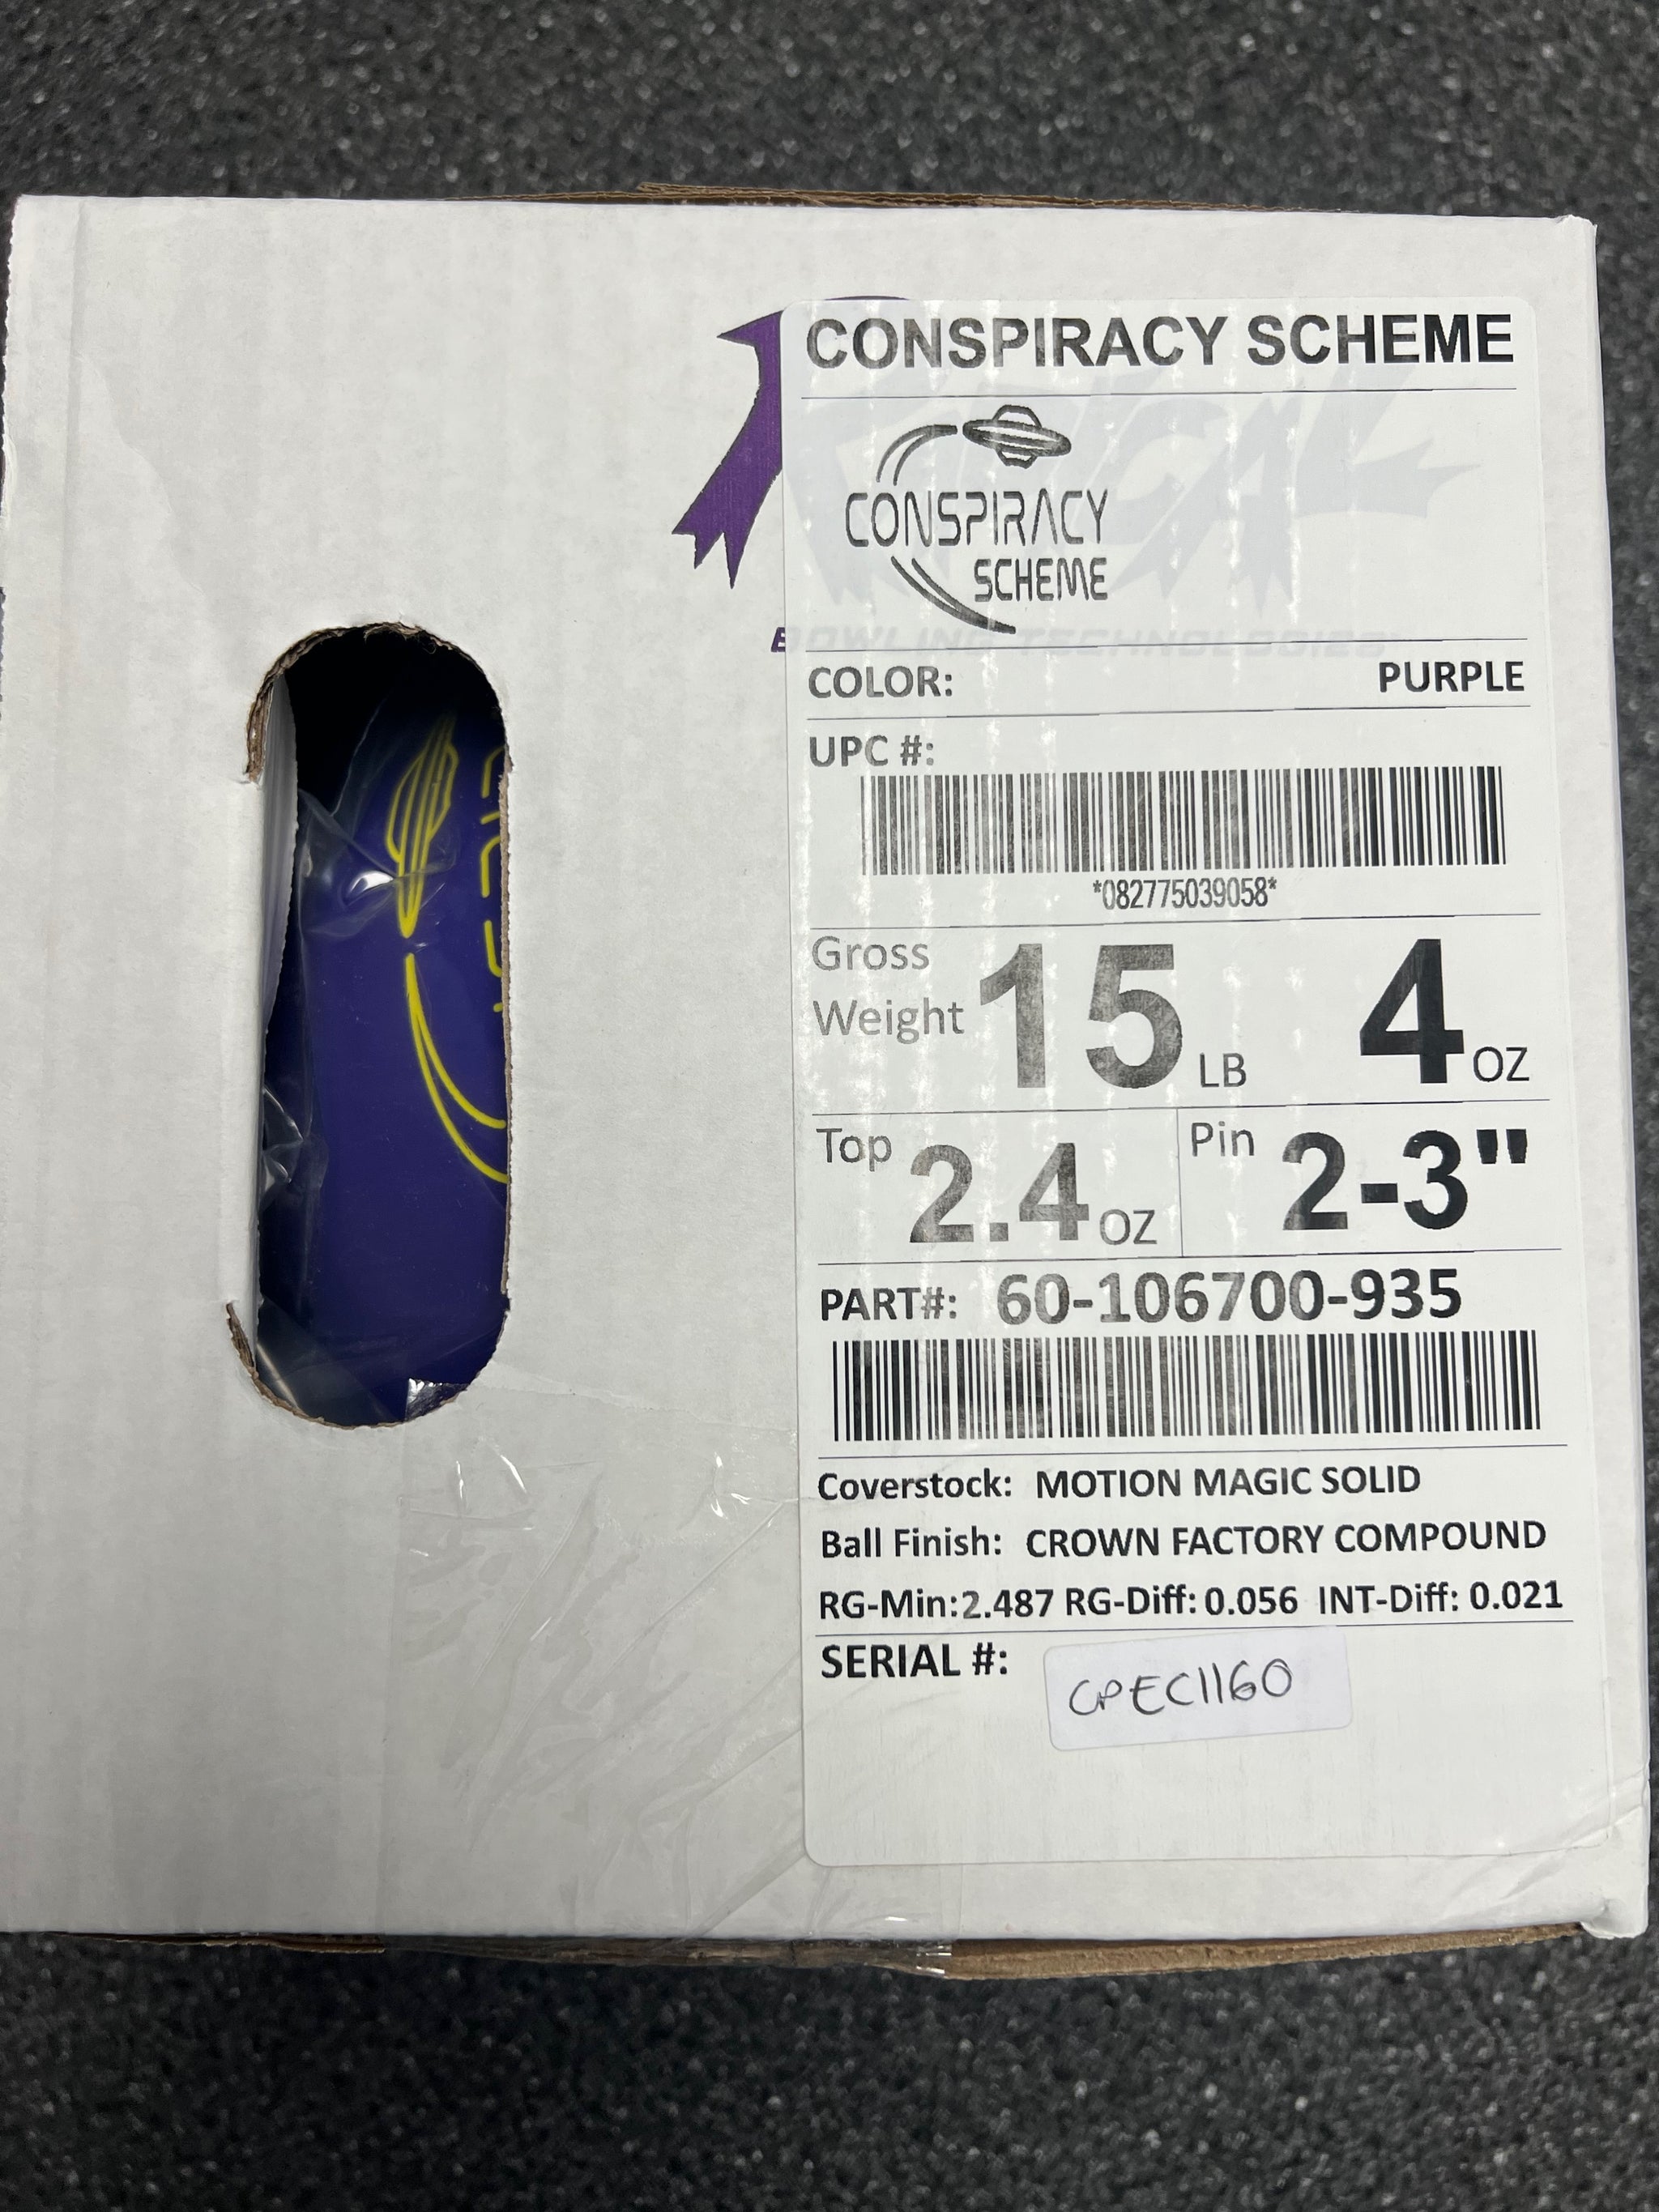 CONSPIRACY SCHEME
CONSPIRACY
SCHEME
BOWLING TECHNOLOGIES
COLOR: PURPLE
UPC #:
*082775039058*
Gross Weight 15 LB 4 OZ
Top 2.4 OZ Pin 2-3"
PART#: 60-106700-935
Coverstock: MOTION MAGIC SOLID
Ball Finish: CROWN FACTORY COMPOUND
RG-Min:2.487 RG-Diff: 0.056 INT-Diff: 0.021
SERIAL #: CPEC1160